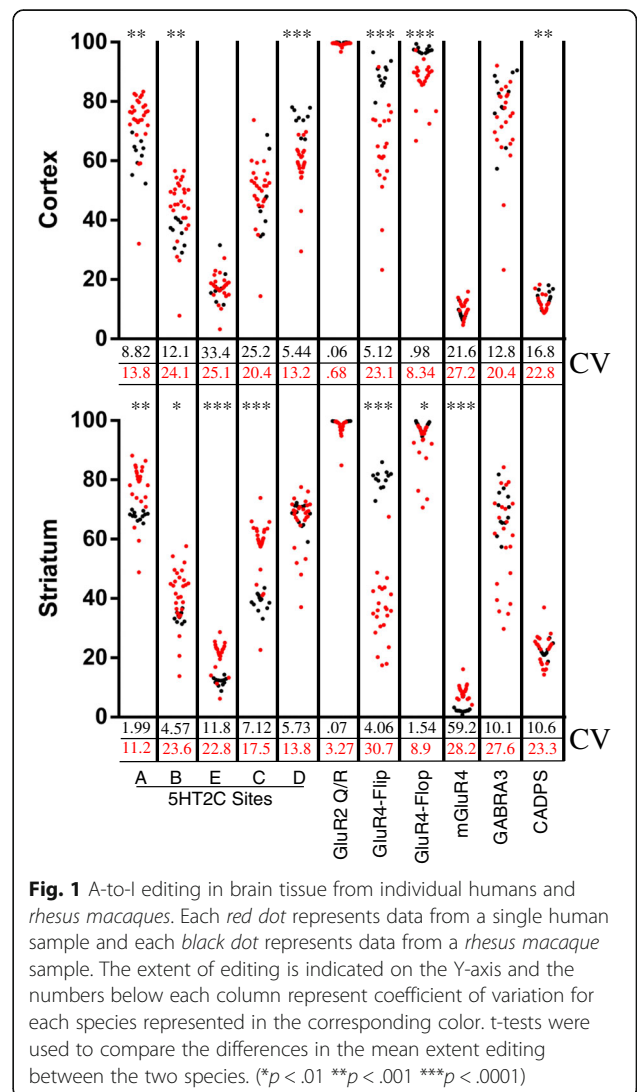 ** ** *** *** *** **
100
80
60
40
20
0
Cortex
8.82 12.1 33.4 25.2 5.44 .06 5.12 .98 21.6 12.8 16.8
13.8 24.1 25.1 20.4 13.2 .68 23.1 8.34 27.2 20.4 22.8
CV
** * *** *** *** * ***
100
80
60
40
20
0
Striatum
1.99 4.57 11.8 7.12 5.73 .07 4.06 1.54 59.2 10.1 10.6
11.2 23.6 22.8 17.5 13.8 3.27 30.7 8.9 28.2 27.6 23.3
CV
A B E C D
5HT2C Sites
GluR2 Q/R
GluR4-Flip
GluR4-Flop
mGluR4
GABRA3
CADPS
Fig. 1 A-to-I editing in brain tissue from individual humans and
rhesus macaques. Each red dot represents data from a single human
sample and each black dot represents data from a rhesus macaque
sample. The extent of editing is indicated on the Y-axis and the
numbers below each column represent coefficient of variation for
each species represented in the corresponding color. t-tests were
used to compare the differences in the mean extent editing
between the two species. (*p < .01 **p < .001 ***p < .0001)